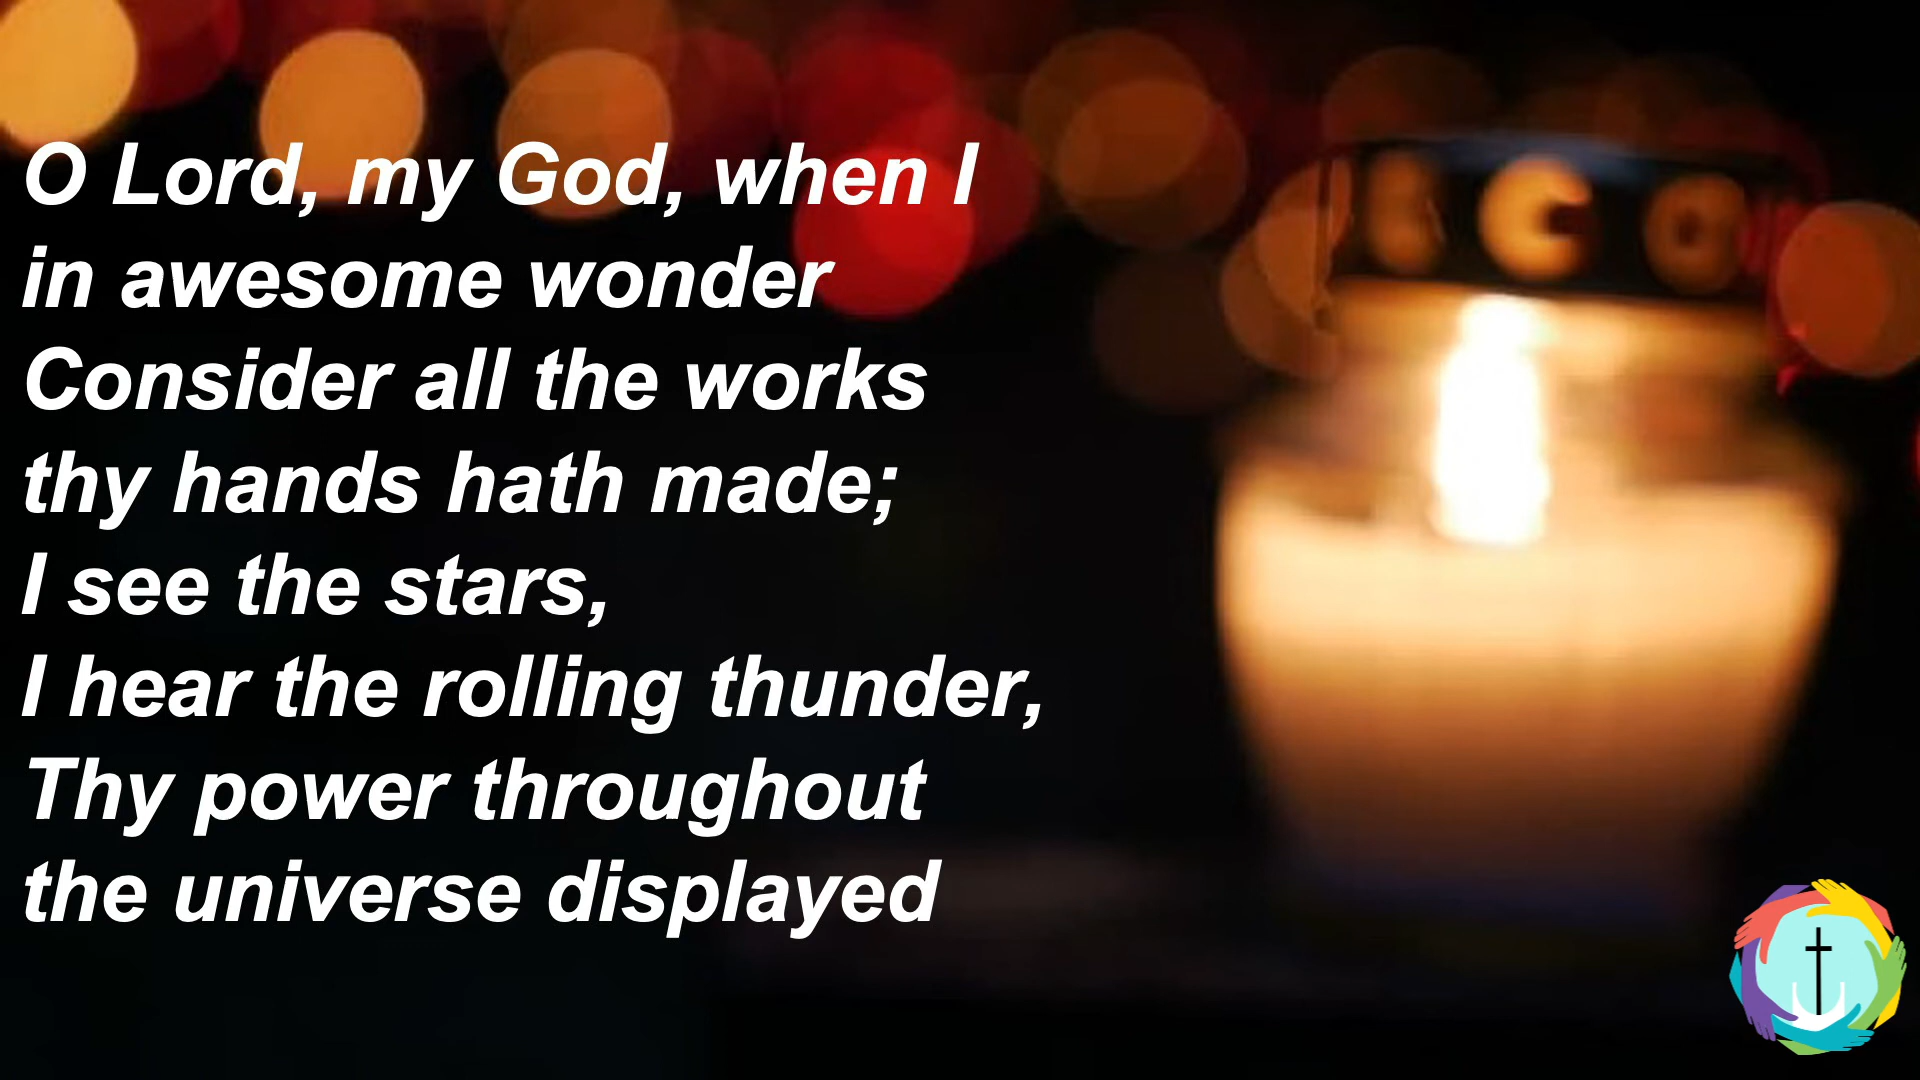 O Lord, my God, when I
in awesome wonder
Consider all the works
thy hands hath made;
I see the stars,
I hear the rolling thunder,
Thy power throughout
the universe displayed